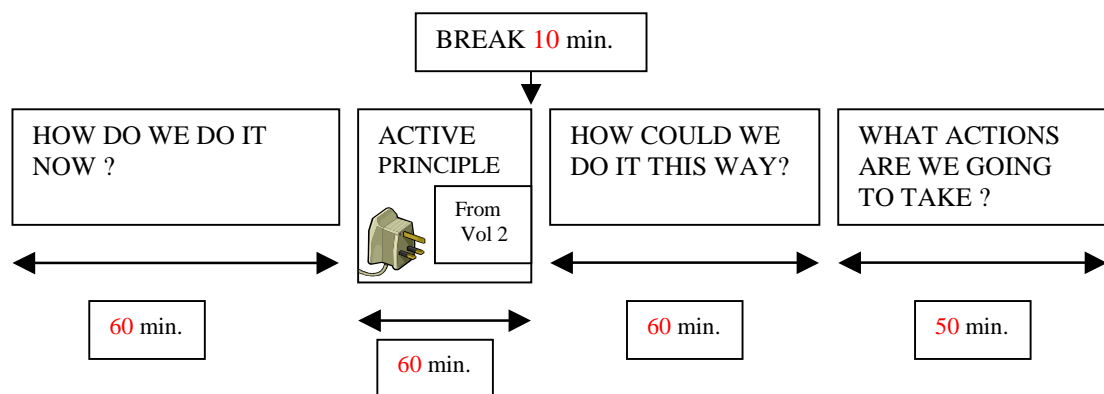 BREAK 10 min.
HOW DO WE DO IT
NOW ?
ACTIVE
PRINCIPLE
From
Vol 2
HOW COULD WE
DO IT THIS WAY?
WHAT ACTIONS
ARE WE GOING
TO TAKE ?
60 min.
60 min.
60 min.
50 min.